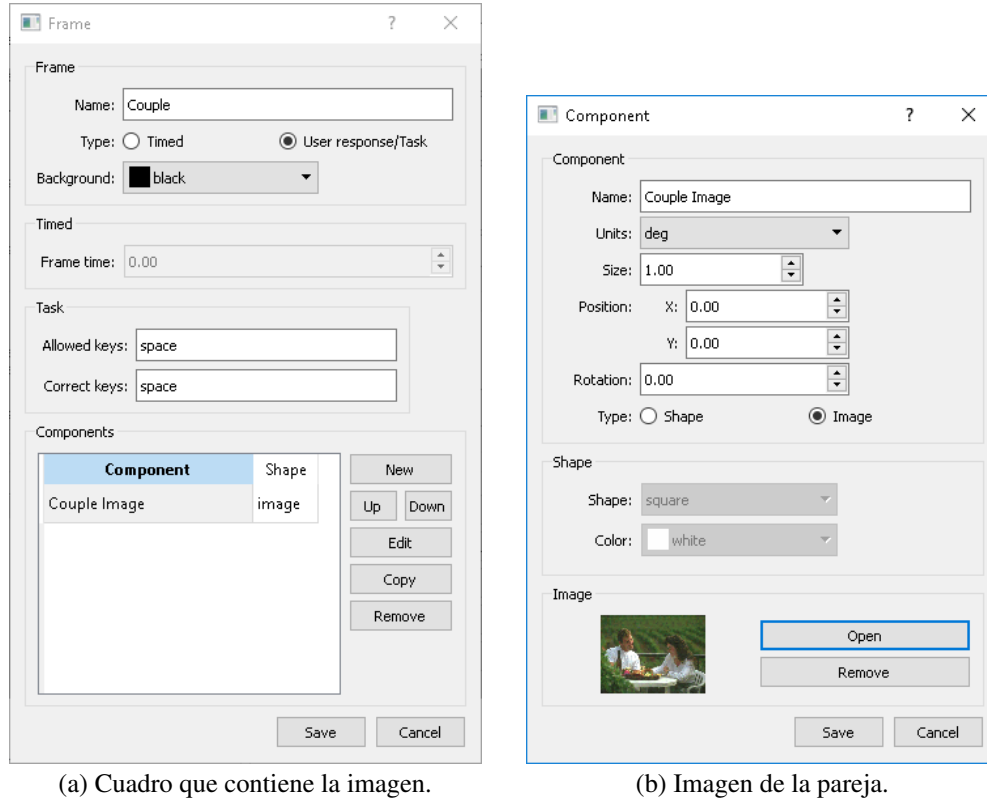 Frame ?
Frame
Name: Couple
Type: Timed User response/Task
Background: black
Timed
Frame time: 0.00
Task
Allowed keys: space
Correct keys: space
Components
Component Shape
Couple Image image
New
Up Down
Edit
Copy
Remove
Save Cancel
(a) Cuadro que contiene la imagen.
Component ?
Component
Name: Couple Image
Units: deg
Size: 1.00
Position: X: 0.00
Y: 0.00
Rotation: 0.00
Type: Shape Image
Shape
Shape: square
Color: white
Image
Open
Remove
Save Cancel
(b) Imagen de la pareja.